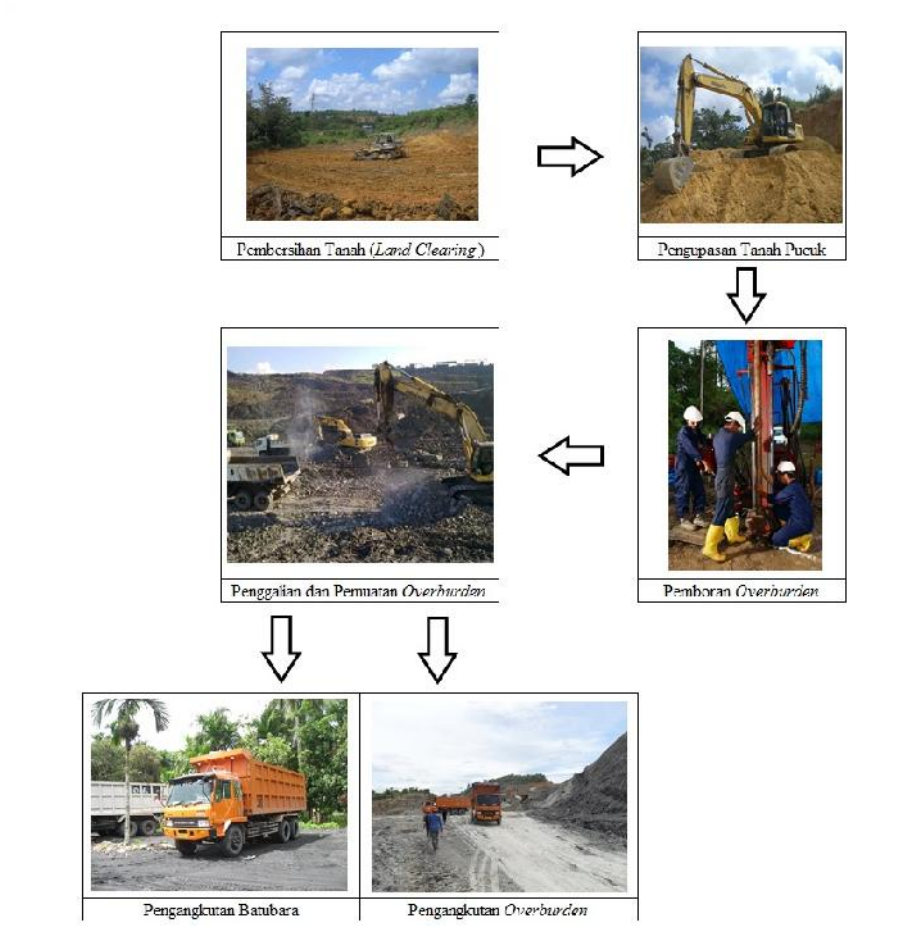 Pembersihan Tanah (Land Clearing)
Pengupasan Tanah Pucuk
Penggalian dan Pemuatan Overburden
Pemboran Overburden
Pengangkutan Batubara
Pengangkutan Overburden